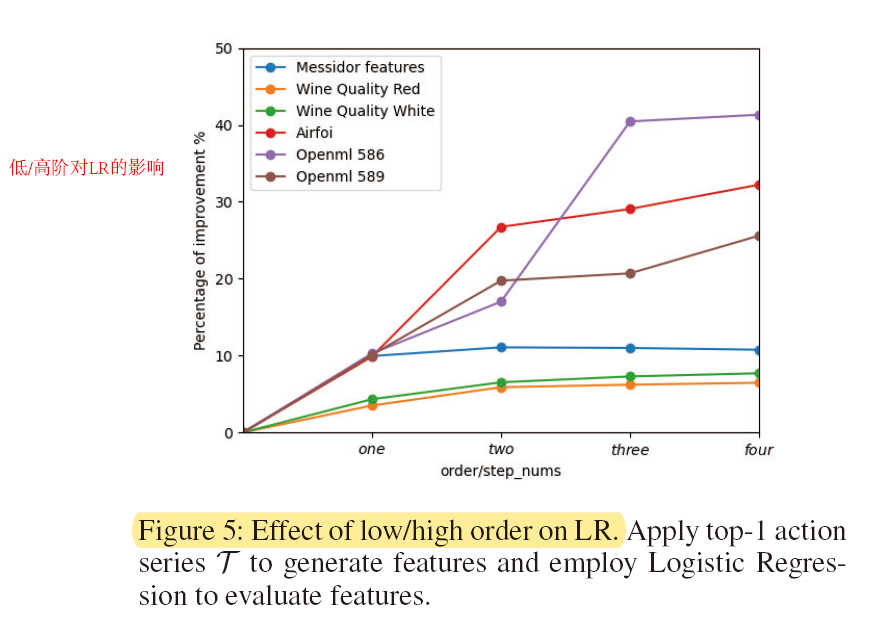 50
40
30
20
10
0
Percentage of improvement %
Messidor features
Wine Quality Red
Wine Quality White
Airfoi
Openml 586
Openml 589
低/高阶对LR的影响
one two three four
order/step_nums
Figure 5: Effect of low/high order on LR. Apply top-1 action
series 𝒯 to generate features and employ Logistic Regres-
sion to evaluate features.